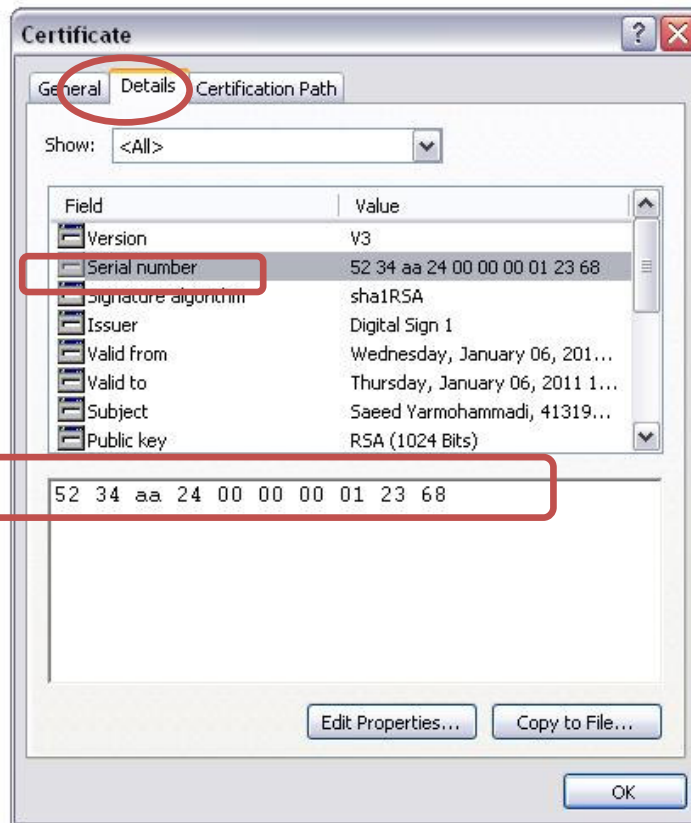 Certificate
General Details Certification Path
Show: <All>
Field Value
Version V3
Serial number 52 34 aa 24 00 00 00 01 23 68
Signature algorithm sha1RSA
Issuer Digital Sign 1
Valid from Wednesday, January 06, 201...
Valid to Thursday, January 06, 2011 1...
Subject Saeed Yarmohammadi, 41319...
Public key RSA (1024 Bits)
52 34 aa 24 00 00 00 01 23 68
Edit Properties... Copy to File...
OK